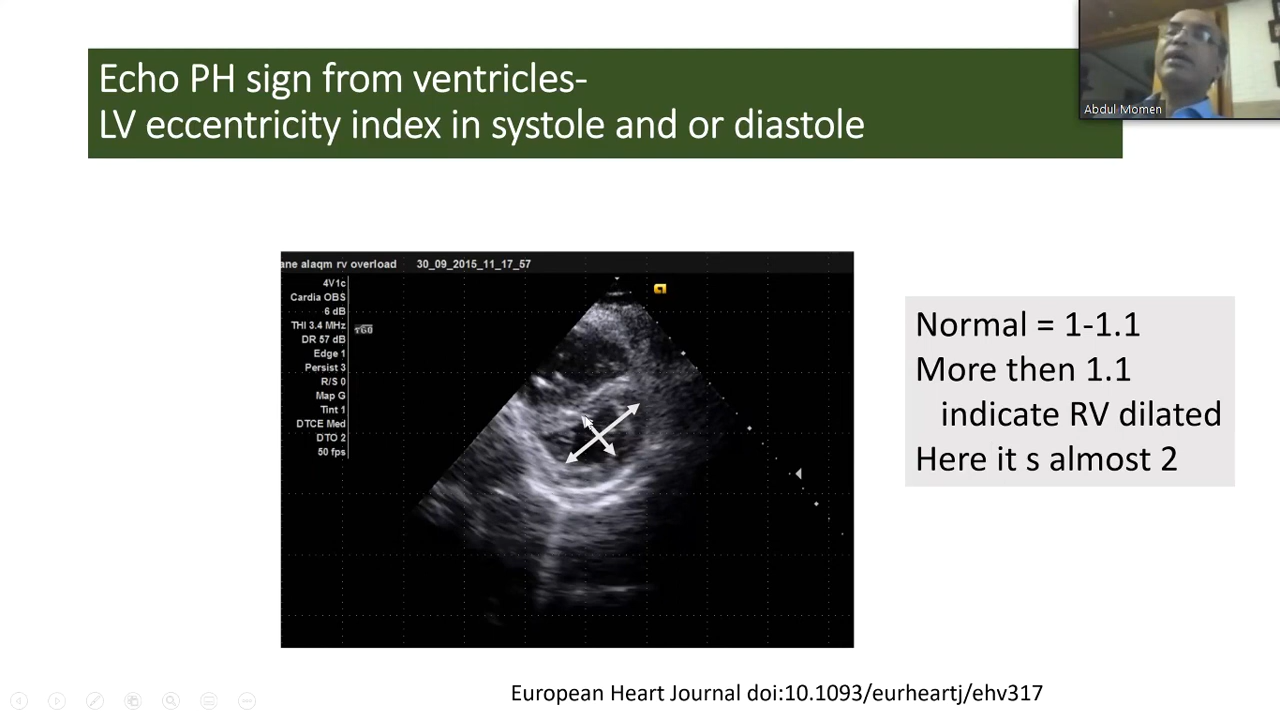 Echo PH sign from ventricles-
LV eccentricity index in systole and or diastole
Abdul Momen
ane alaqm rv overload 30_09_2015_11_17_57
4V1c
Cardia OBS
6 dB
THI 3.4 MHz
DR 57 dB
Edge 1
Persist 3
R/S 0
Map G
Tint 1
DTCE Med
DTO 2
50 fps
Normal = 1-1.1
More then 1.1
indicate RV dilated
Here it s almost 2
European Heart Journal doi:10.1093/eurheartj/ehv317